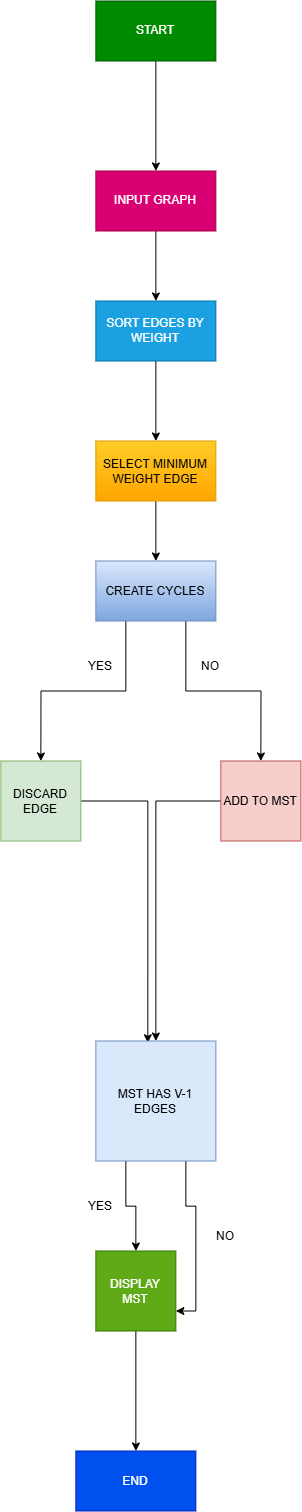 START
INPUT GRAPH
SORT EDGES BY
WEIGHT
SELECT MINIMUM
WEIGHT EDGE
CREATE CYCLES
YES
NO
DISCARD
EDGE
ADD TO MST
MST HAS V-1
EDGES
YES
NO
DISPLAY
MST
END